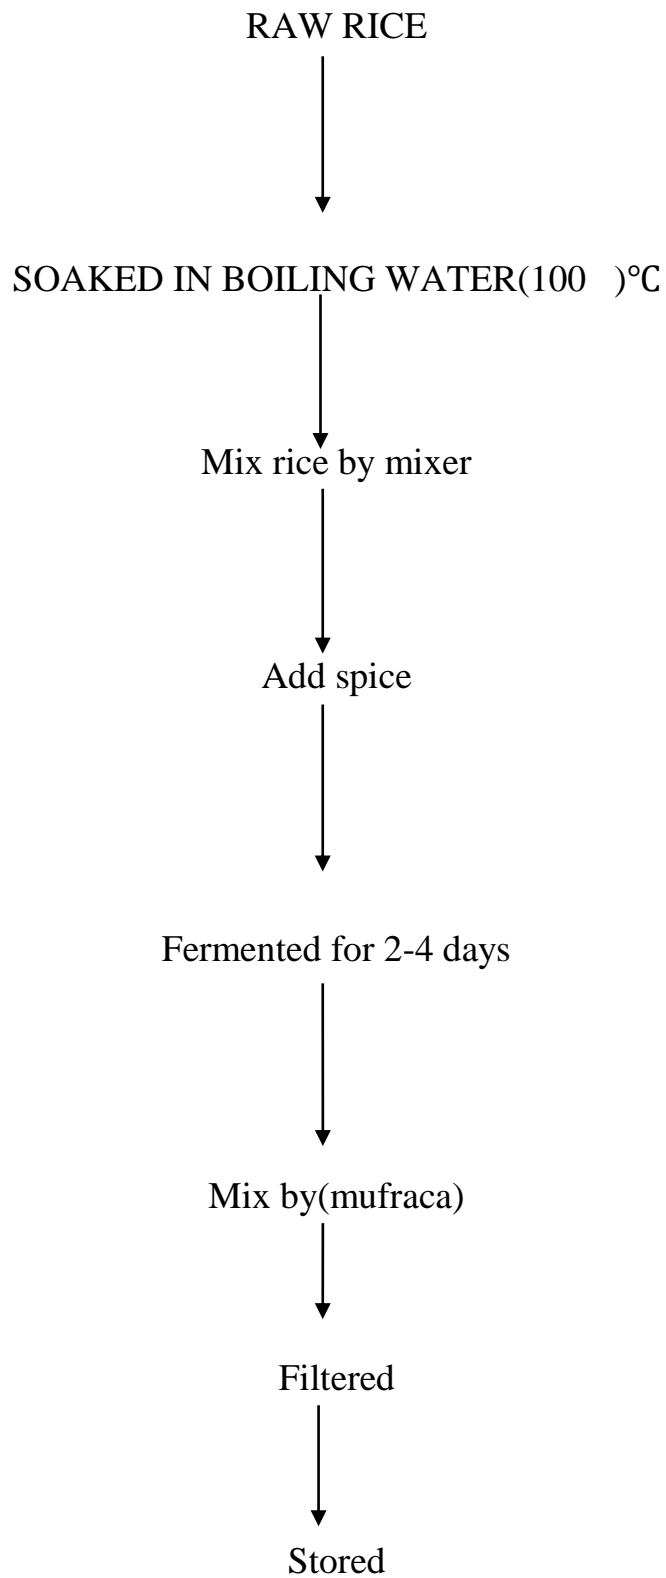 RAW RICE
SOAKED IN BOILING WATER(100   )℃
Mix rice by mixer
Add spice
Fermented for 2-4 days
Mix by(mufraca)
Filtered
Stored